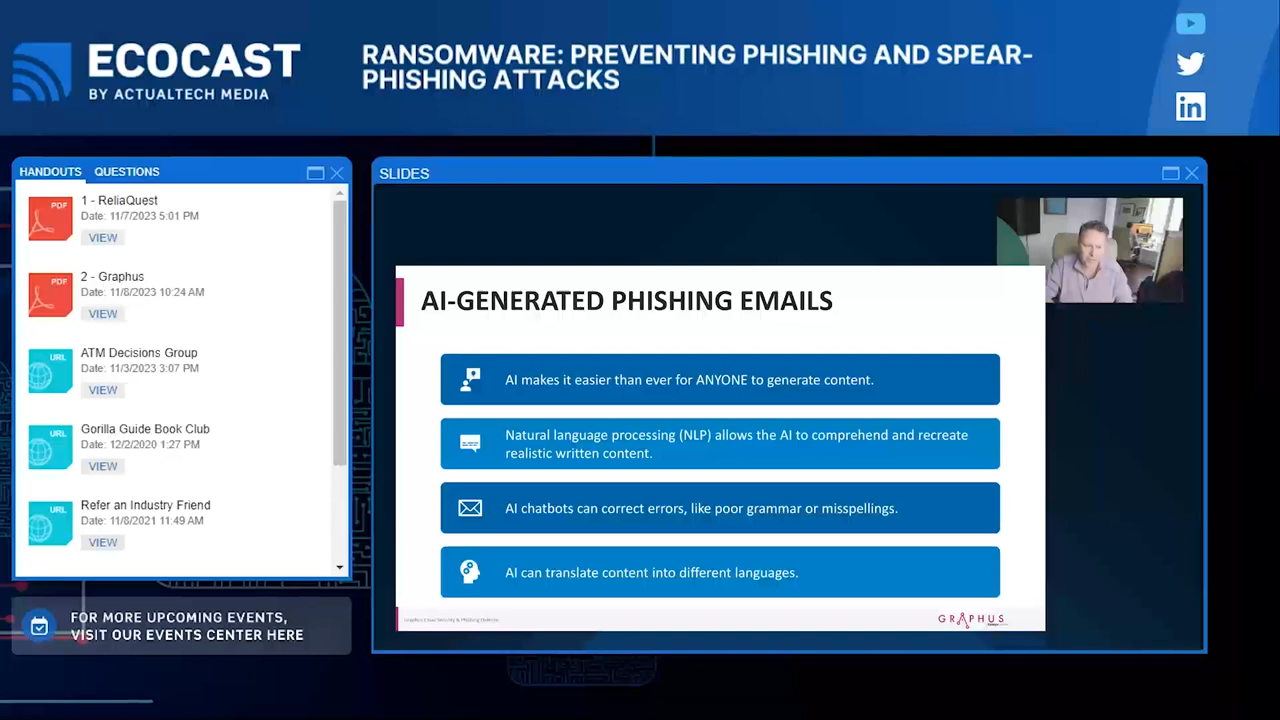 ECOCAST
BY ACTUALTECH MEDIA
RANSOMWARE: PREVENTING PHISHING AND SPEAR-
PHISHING ATTACKS
HANDOUTS QUESTIONS
PDF
1 - ReliaQuest
Date: 11/7/2023 5:01 PM
VIEW
PDF
2 - Graphus
Date: 11/8/2023 10:24 AM
VIEW
URL
ATM Decisions Group
Date: 11/3/2023 3:07 PM
VIEW
URL
Gorilla Guide Book Club
Date: 12/2/2020 1:27 PM
VIEW
URL
Refer an Industry Friend
Date: 11/8/2021 11:49 AM
VIEW
FOR MORE UPCOMING EVENTS,
VISIT OUR EVENTS CENTER HERE
SLIDES
AI-GENERATED PHISHING EMAILS
AI makes it easier than ever for ANYONE to generate content.
Natural language processing (NLP) allows the AI to comprehend and recreate
realistic written content.
AI chatbots can correct errors, like poor grammar or misspellings.
AI can translate content into different languages.
Graphus Cloud Security & Phishing Defense
GRAPHUS
in